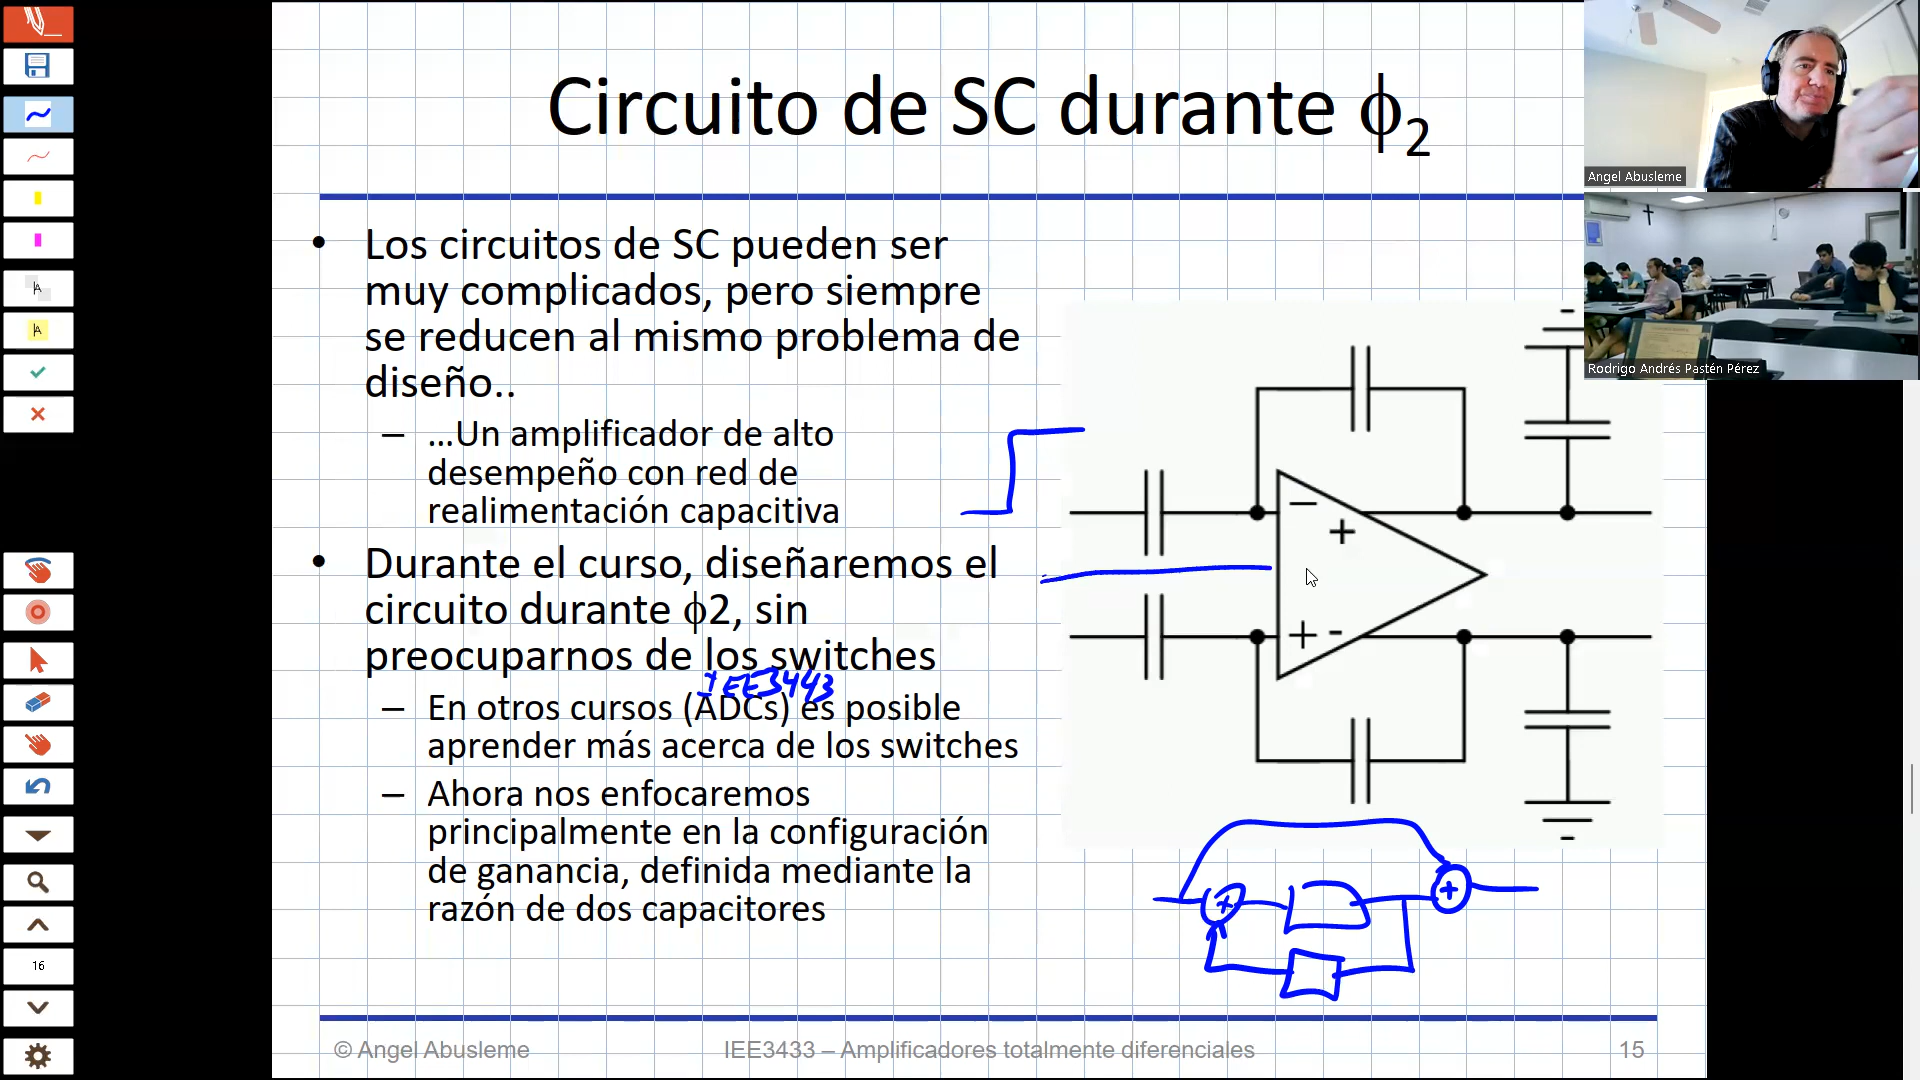 Circuito de SC durante ϕ2
Angel Abusleme
• Los circuitos de SC pueden ser
muy complicados, pero siempre
se reducen al mismo problema de
diseño..
– …Un amplificador de alto
desempeño con red de
realimentación capacitiva
• Durante el curso, diseñaremos el
circuito durante ϕ2, sin
preocuparnos de los switches
IEE3443
– En otros cursos (ADCs) es posible
aprender más acerca de los switches
– Ahora nos enfocaremos
principalmente en la configuración
de ganancia, definida mediante la
razón de dos capacitores
Rodrigo Andrés Pastén Pérez
− +
+ -
+ +
16
© Angel Abusleme IEE3433 – Amplificadores totalmente diferenciales 15